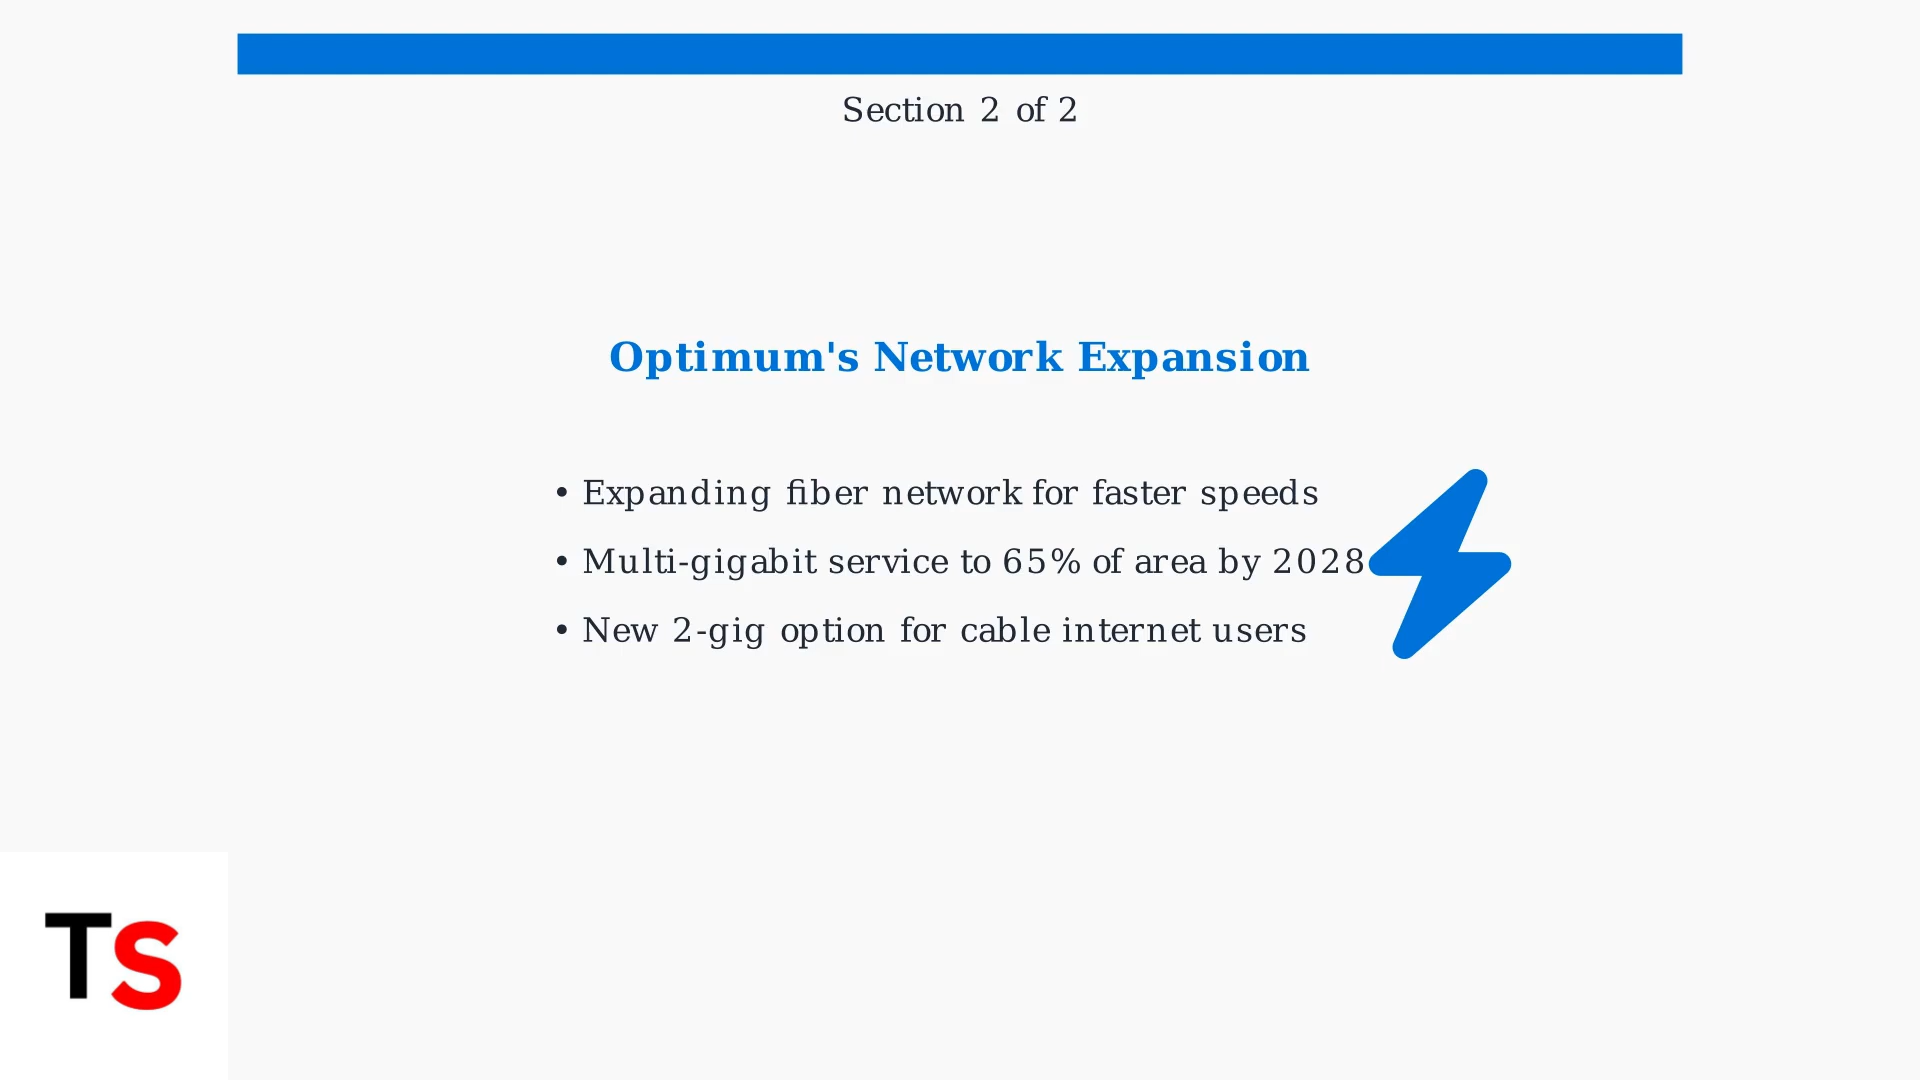 Section 2 of 2
Optimum's Network Expansion
• Expanding fiber network for faster speeds
• Multi-gigabit service to 65% of area by 2028
• New 2-gig option for cable internet users
TS